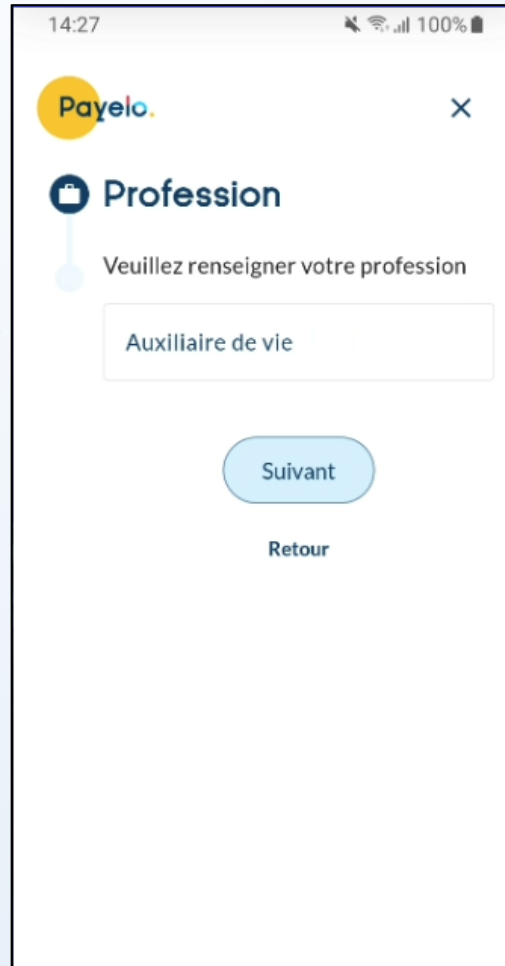 14:27 100%
Payelo.
Profession
Veuillez renseigner votre profession
Auxiliaire de vie
Suivant
Retour